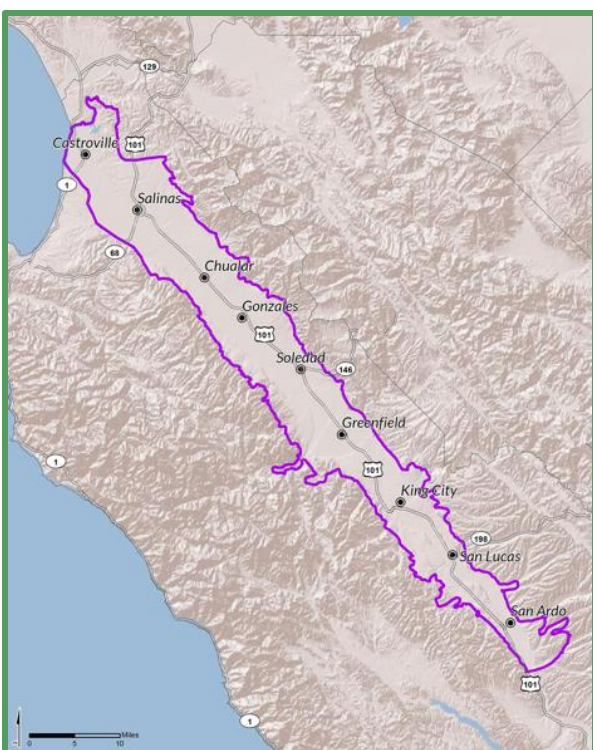 129
Castroville
101
1
Salinas
68
Chualar
Gonzales
101
Soledad
146
Greenfield
1
101
King City
198
San Lucas
San Ardo
101
1
Miles
0 5 10